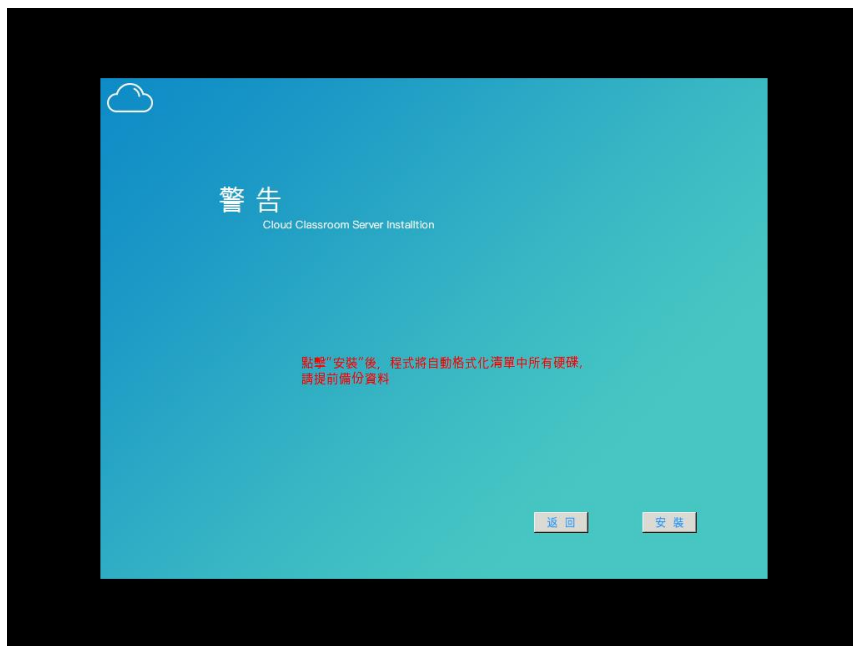 警告
Cloud Classroom Server Installtion
點擊"安裝"後，程式將自動格式化清單中所有硬碟，
請提前備份資料
返回
安裝